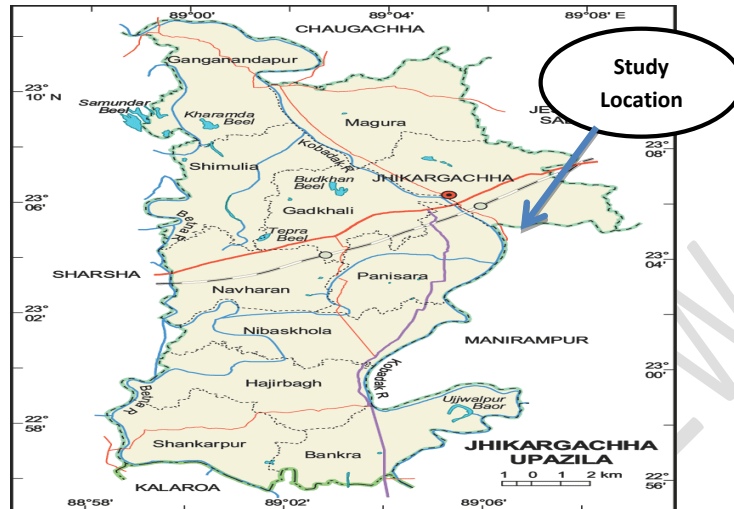 89° 00'
89° 04'
89° 08' E
CHAUGACHHA
Ganganandapur
Study
Location
23°
10' N
Samundar
Beel
Kharamda
Beel
Magura
JE
SA
23°
08'
Shimulia
Kobadak R
Budkhan
Beel
JHIKARGACHHA
23°
06'
Gadkhali
Betna R
Tepra
Beel
SHARSHA
23°
04'
Panisara
Navharan
23°
02'
Nibaskhola
MANIRAMPUR
Kobadak R
23°
00'
Hajirbagh
Betna R
Ujjwalpur
Baor
22°
58'
Shankarpur
Bankra
JHIKARGACHHA
UPAZILA
1 0 1 2 km
22°
56'
KALAROA
88° 58'
89° 02'
89° 06'